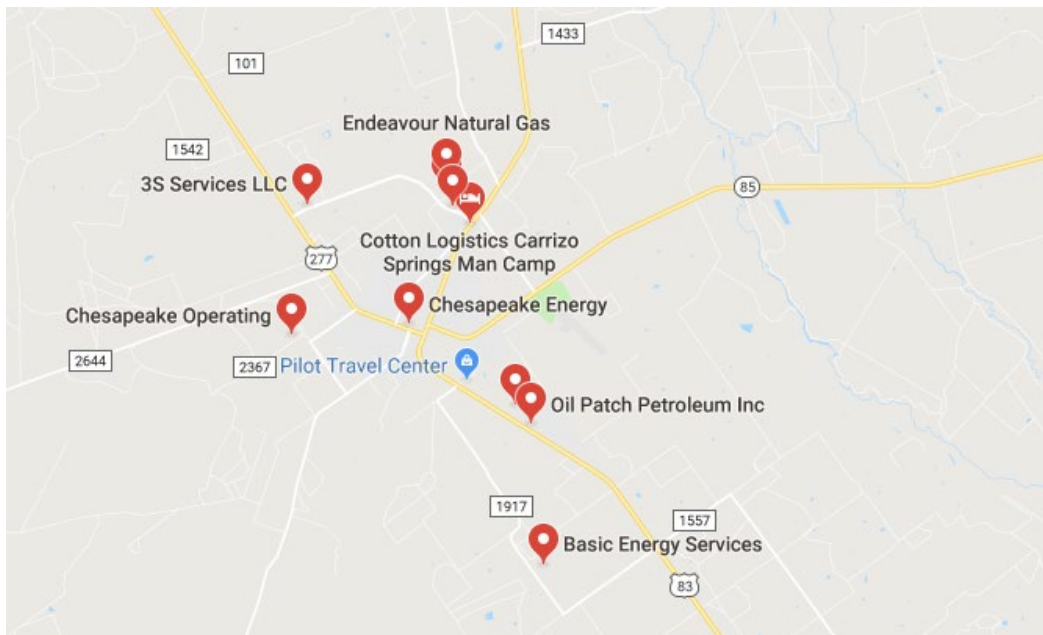 1433
101
Endeavour Natural Gas
1542
3S Services LLC
85
Cotton Logistics Carrizo
Springs Man Camp
277
Chesapeake Energy
Chesapeake Operating
2644
2367
Pilot Travel Center
Oil Patch Petroleum Inc
1917
1557
Basic Energy Services
83